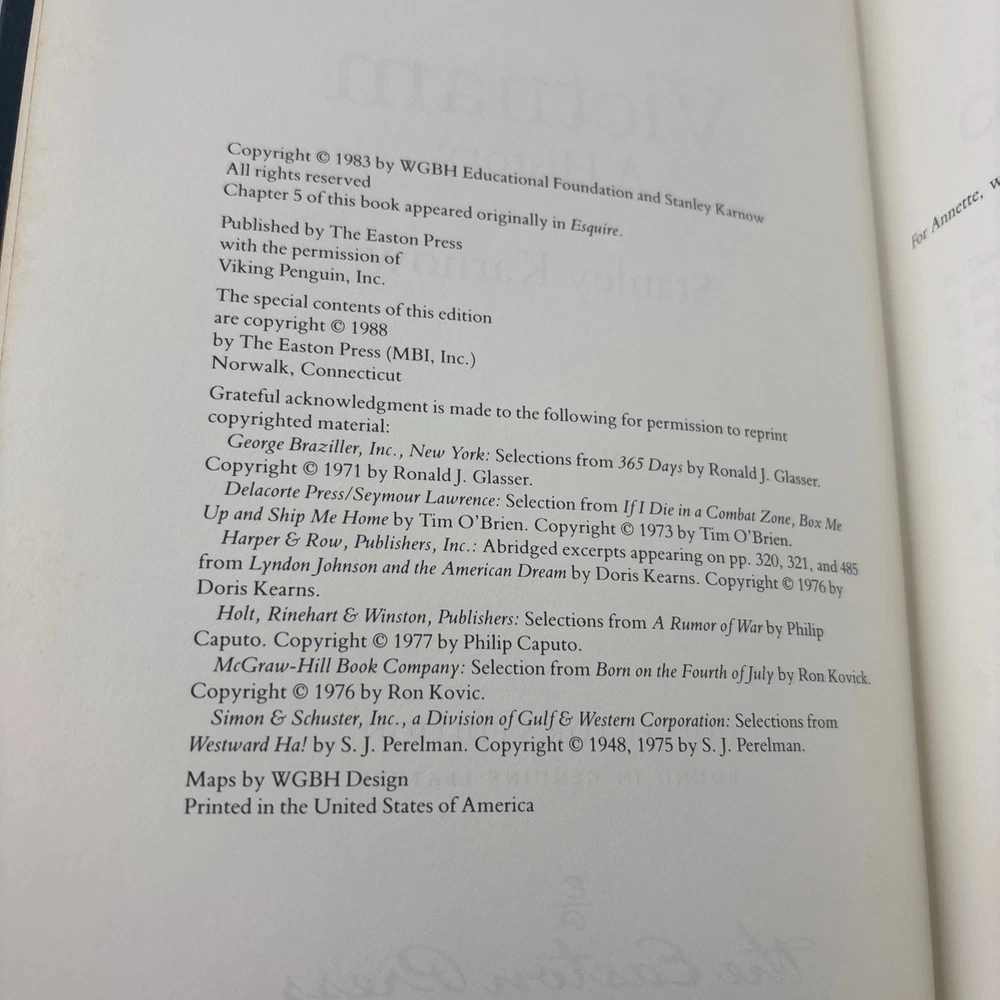 Copyright © 1983 by WGBH Educational Foundation and Stanley Karnow
All rights reserved
Chapter 5 of this book appeared originally in Esquire.
Published by The Easton Press
with the permission of
Viking Penguin, Inc.
The special contents of this edition
are copyright © 1988
by The Easton Press (MBI, Inc.)
Norwalk, Connecticut
Grateful acknowledgment is made to the following for permission to reprint
copyrighted material:
George Braziller, Inc., New York: Selections from 365 Days by Ronald J. Glasser.
Copyright © 1971 by Ronald J. Glasser.
Delacorte Press/Seymour Lawrence: Selection from If I Die in a Combat Zone, Box Me
Up and Ship Me Home by Tim O'Brien. Copyright © 1973 by Tim O'Brien.
Harper & Row, Publishers, Inc.: Abridged excerpts appearing on pp. 320, 321, and 485
from Lyndon Johnson and the American Dream by Doris Kearns. Copyright © 1976 by
Doris Kearns.
Holt, Rinehart & Winston, Publishers: Selections from A Rumor of War by Philip
Caputo. Copyright © 1977 by Philip Caputo.
McGraw-Hill Book Company: Selection from Born on the Fourth of July by Ron Kovick.
Copyright © 1976 by Ron Kovic.
Simon & Schuster, Inc., a Division of Gulf & Western Corporation: Selections from
Westward Ha! by S. J. Perelman. Copyright © 1948, 1975 by S. J. Perelman.
Maps by WGBH Design
Printed in the United States of America
For Annette,